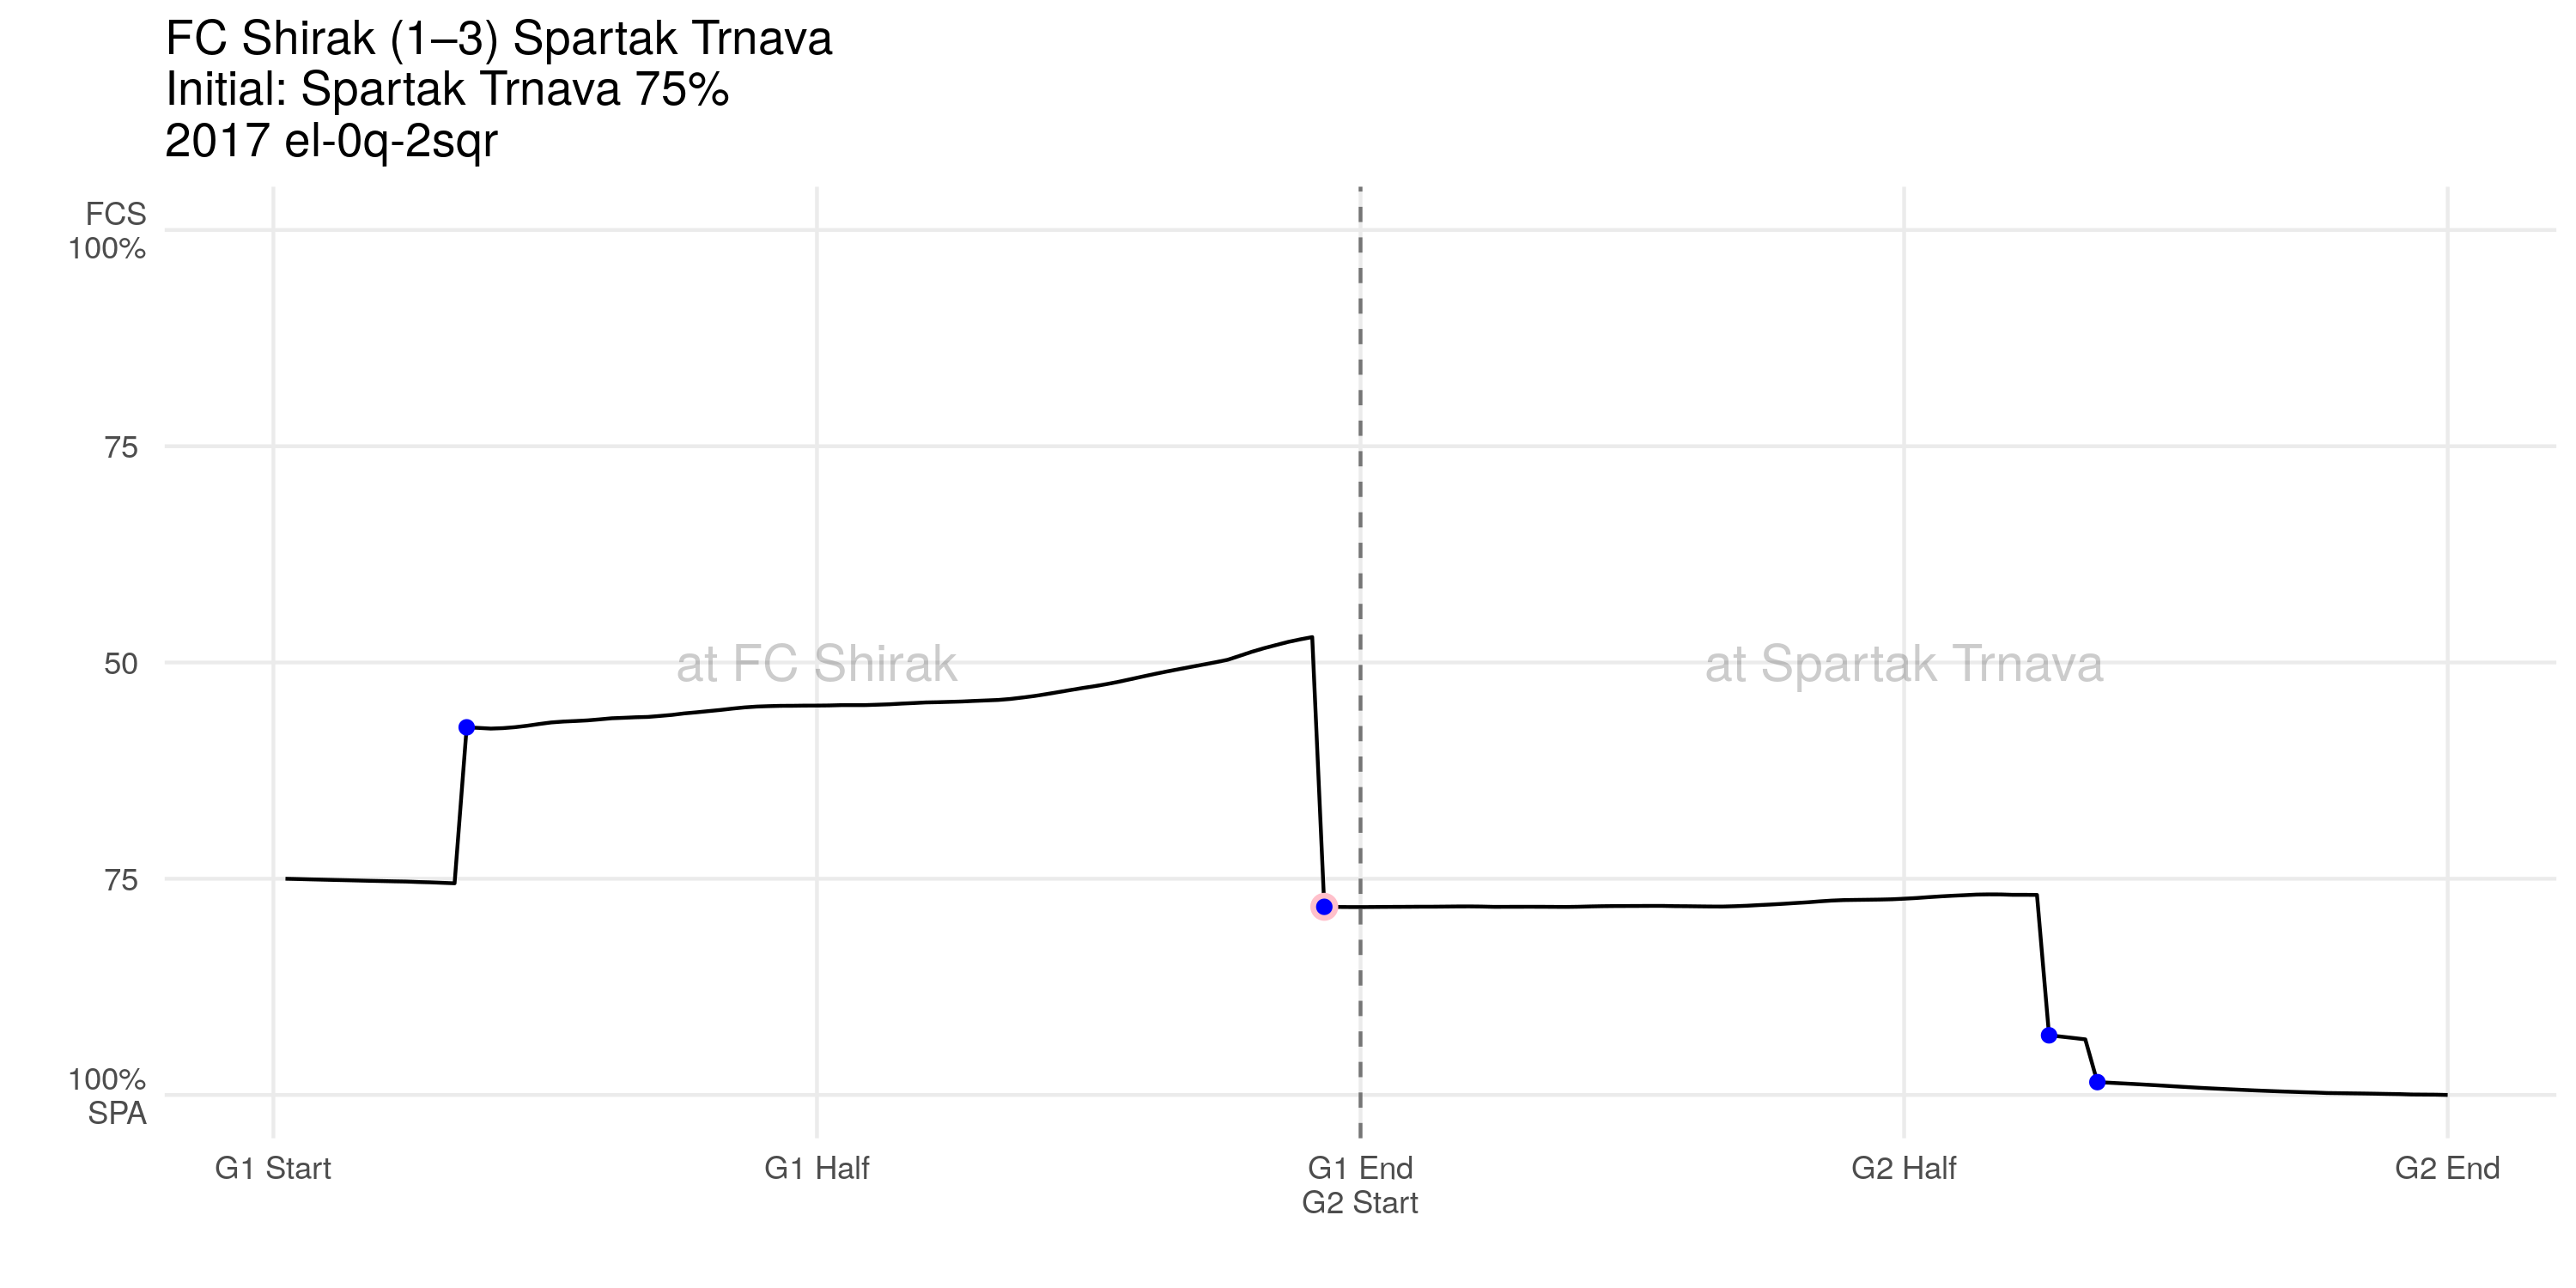 FC Shirak (1–3) Spartak Trnava
Initial: Spartak Trnava 75%
2017 el-0q-2sqr
FCS
100%
75
50
75
100%
SPA
at FC Shirak
at Spartak Trnava
G1 Start
G1 Half
G1 End
G2 Start
G2 Half
G2 End